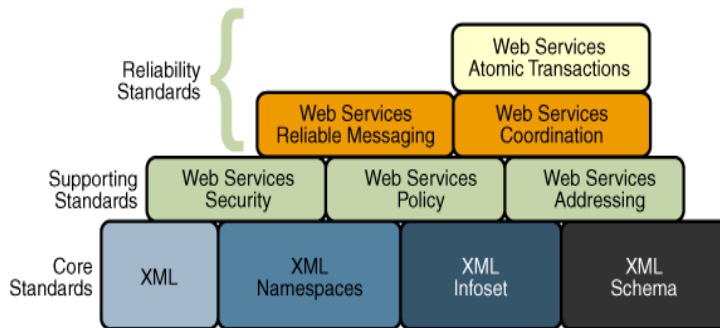 Reliability
Standards
Web Services
Atomic Transactions
Web Services
Reliable Messaging
Web Services
Coordination
Supporting
Standards
Web Services
Security
Web Services
Policy
Web Services
Addressing
Core
Standards
XML
XML
Namespaces
XML
Infoset
XML
Schema